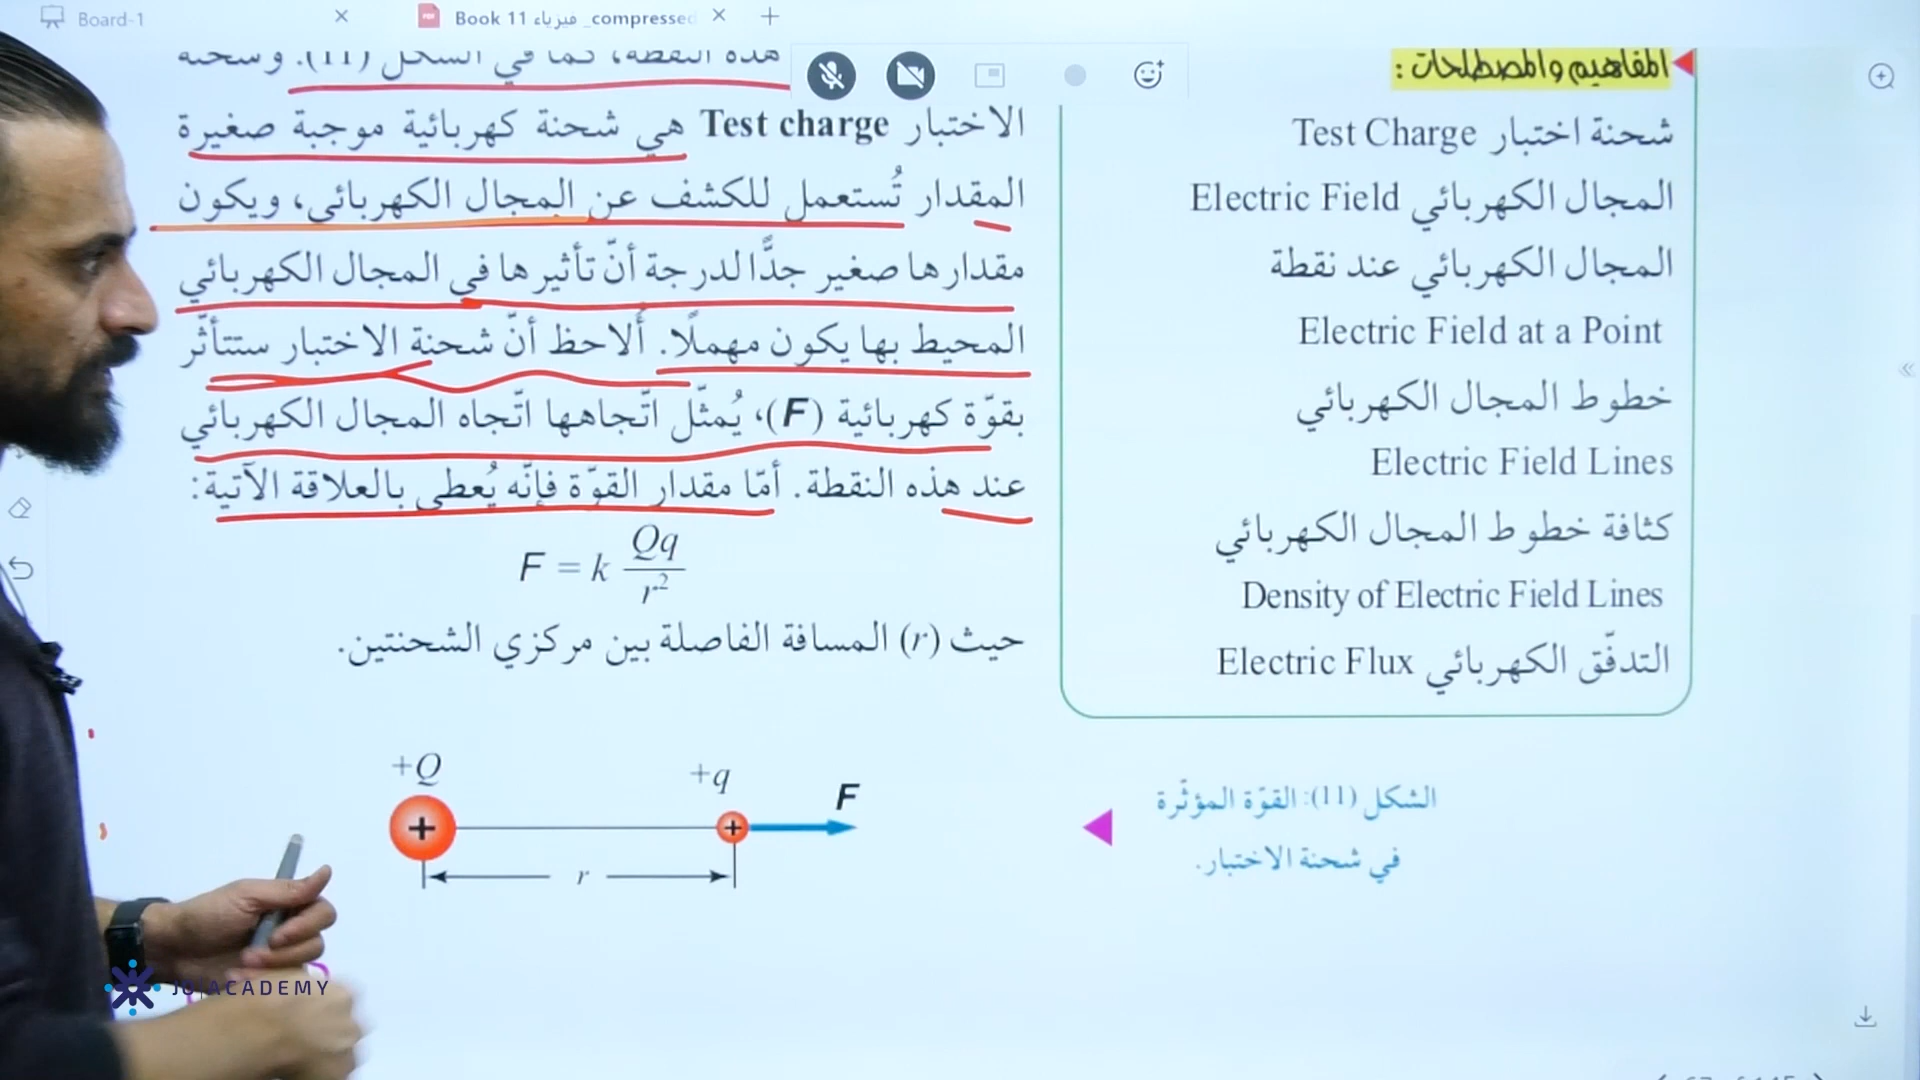 Board-1
Book 11 فيزياء _compressed
هذه النقطة، كما في الشكل (11). وشحنة
الاختبار Test charge هي شحنة كهربائية موجبة صغيرة
المقدار تُستعمل للكشف عن المجال الكهربائي، ويكون
مقدارها صغير جدًّا لدرجة أنّ تأثيرها في المجال الكهربائي
المحيط بها يكون مهملًا. أُلاحظ أنّ شحنة الاختبار ستتأثّر
بقوّة كهربائية (F)، يُمثّل اتّجاهها اتّجاه المجال الكهربائي
عند هذه النقطة. أمّا مقدار القوّة فإنّه يُعطى بالعلاقة الآتية:
F = k Qq / r²
حيث (r) المسافة الفاصلة بين مركزي الشحنتين.
المفاهيم والمصطلحات :
شحنة اختبار Test Charge
المجال الكهربائي Electric Field
المجال الكهربائي عند نقطة
Electric Field at a Point
خطوط المجال الكهربائي
Electric Field Lines
كثافة خطوط المجال الكهربائي
Density of Electric Field Lines
التدفّق الكهربائي Electric Flux
+Q
+q
F
+
+
r
الشكل (11): القوّة المؤثّرة
في شحنة الاختبار.
JO ACADEMY